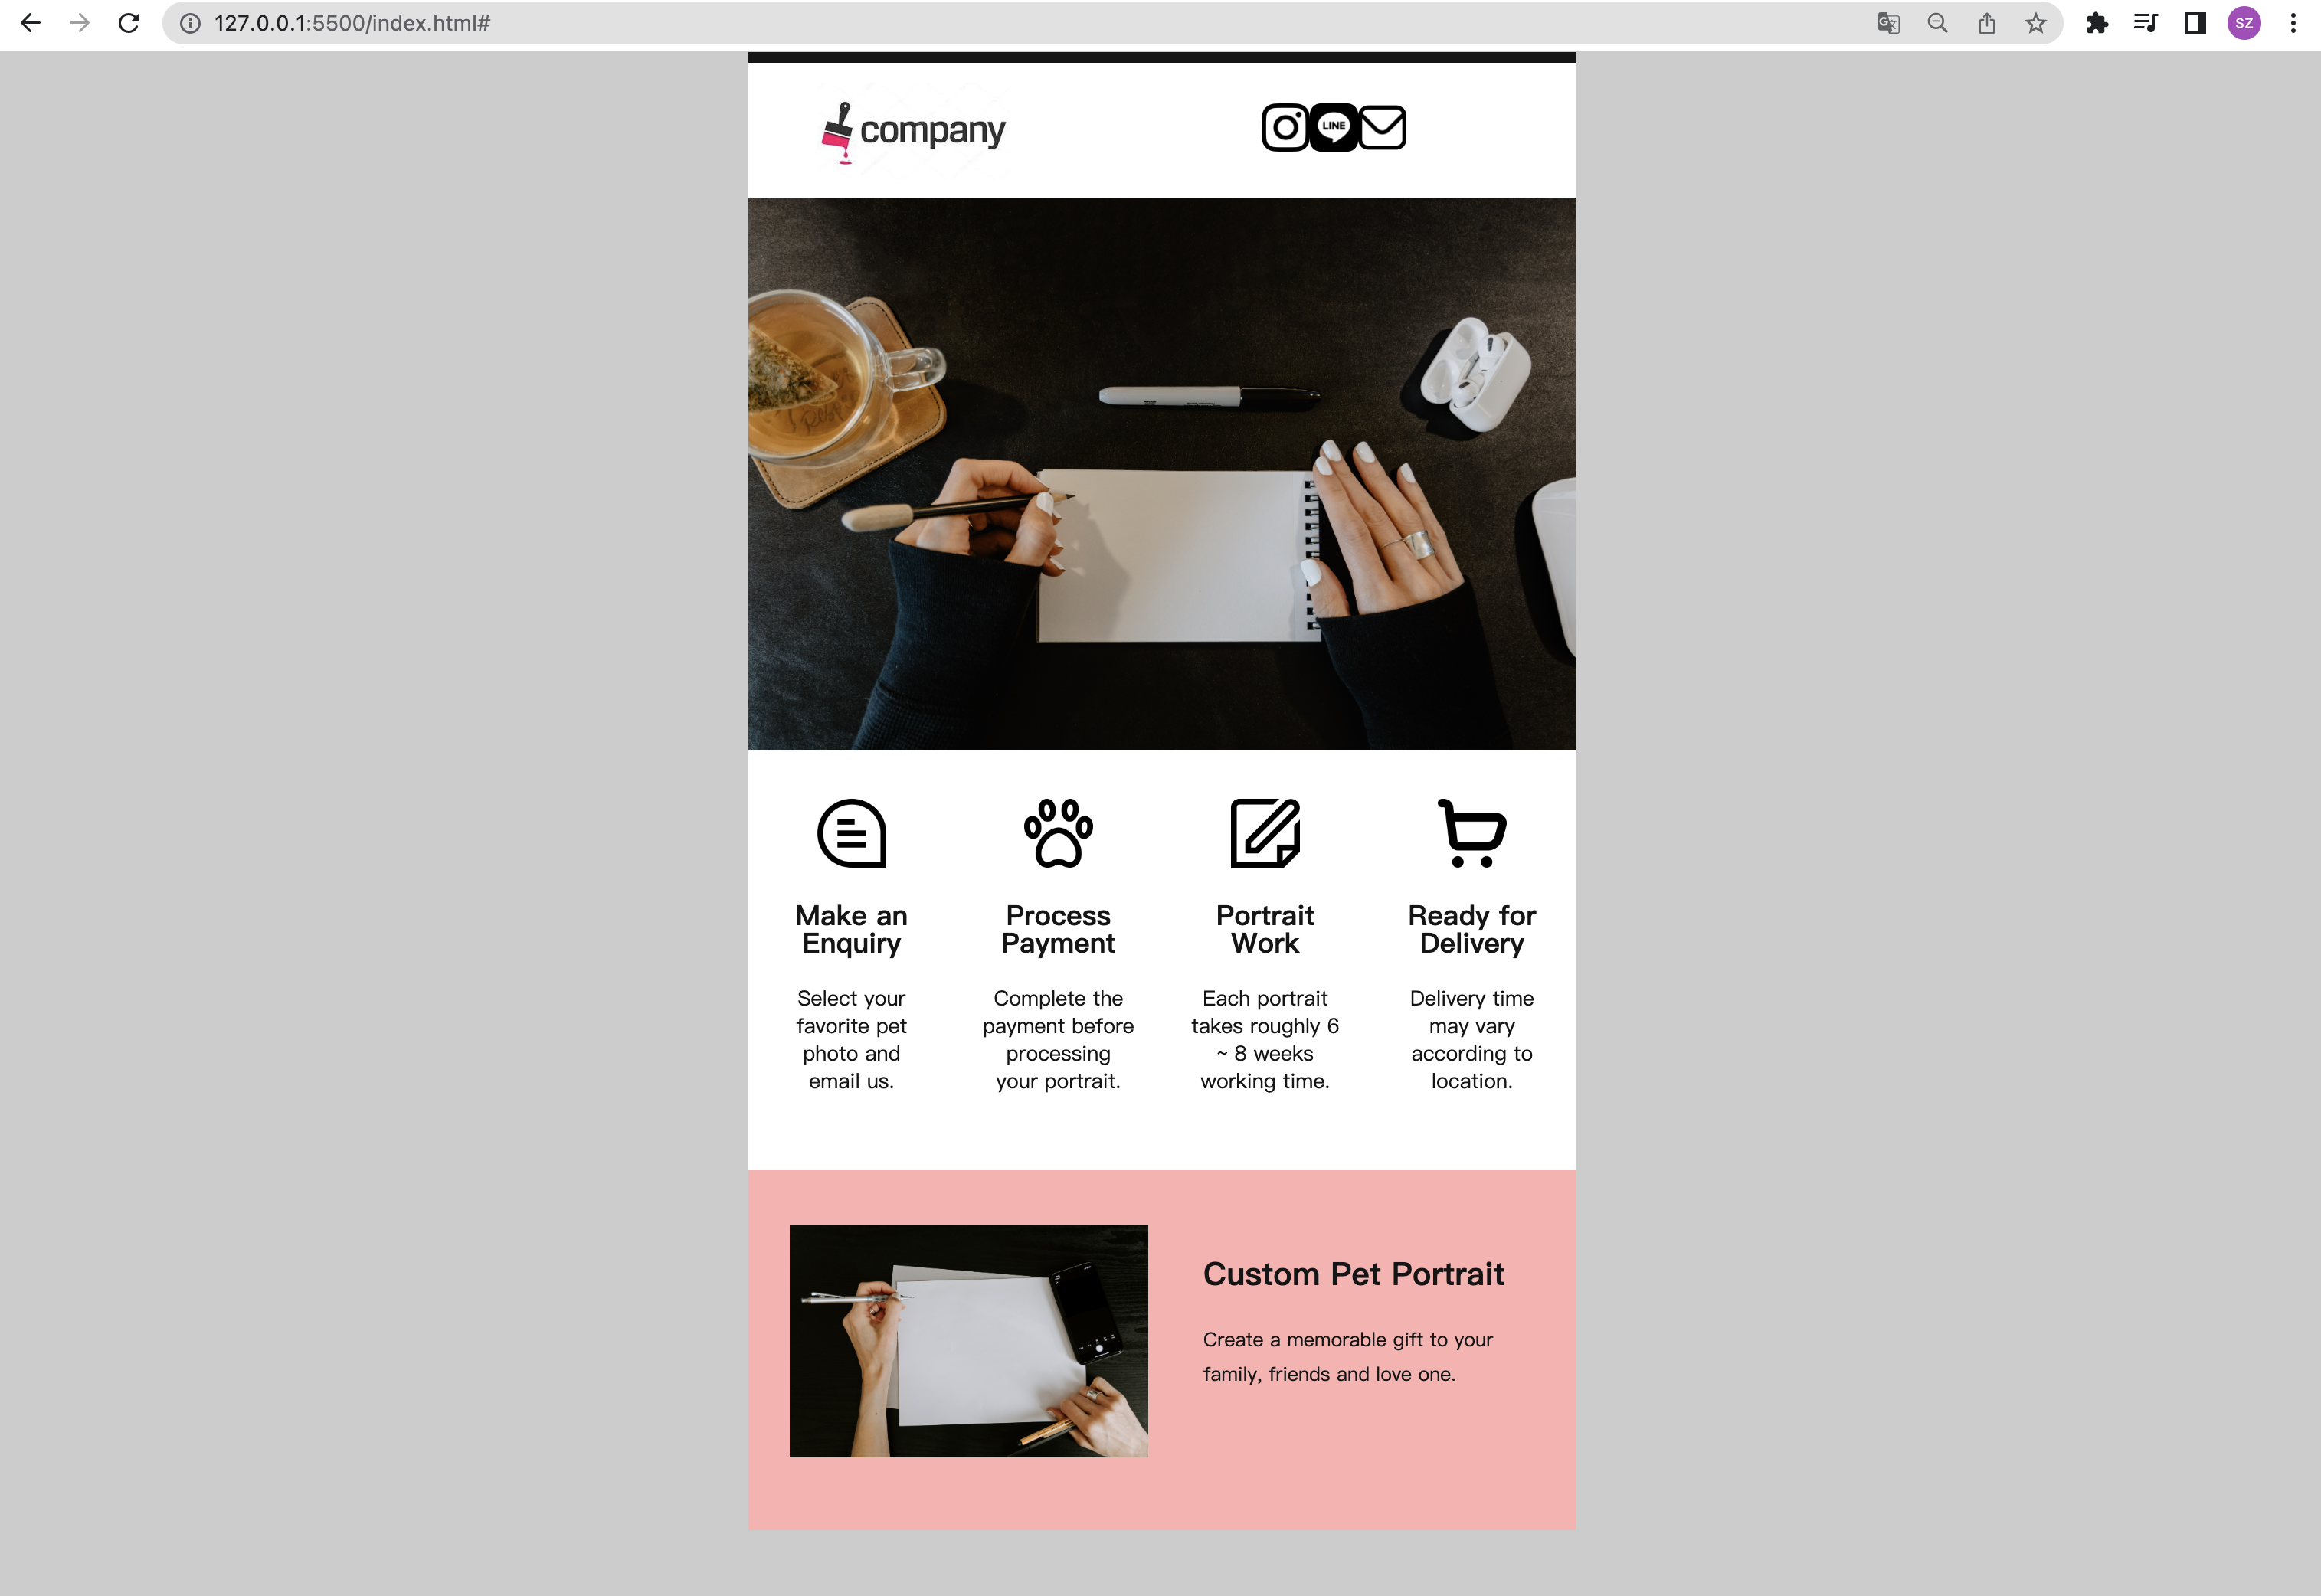 127.0.0.1:5500/index.html#
SZ
company
LINE
Make an
Enquiry
Select your
favorite pet
photo and
email us.
Process
Payment
Complete the
payment before
processing
your portrait.
Portrait
Work
Each portrait
takes roughly 6
~ 8 weeks
working time.
Ready for
Delivery
Delivery time
may vary
according to
location.
Custom Pet Portrait
Create a memorable gift to your
family, friends and love one.